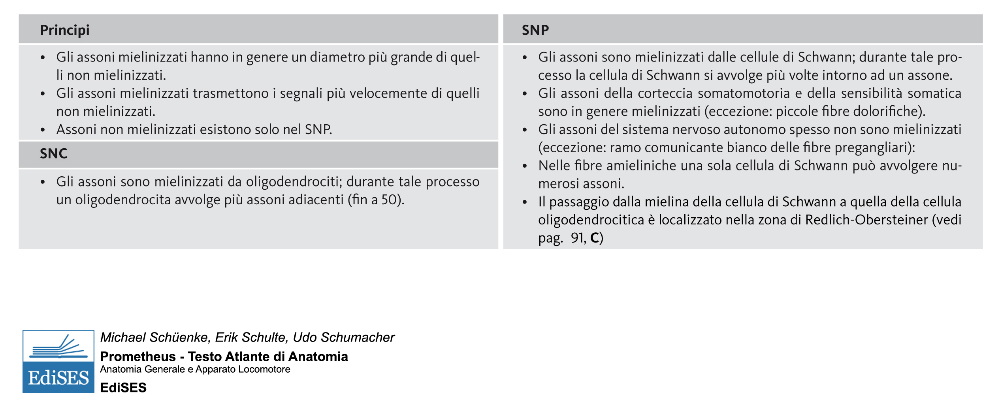 Principi
• Gli assoni mielinizzati hanno in genere un diametro più grande di quel-
li non mielinizzati.
• Gli assoni mielinizzati trasmettono i segnali più velocemente di quelli
non mielinizzati.
• Assoni non mielinizzati esistono solo nel SNP.
SNC
• Gli assoni sono mielinizzati da oligodendrociti; durante tale processo
un oligodendrocita avvolge più assoni adiacenti (fin a 50).
SNP
• Gli assoni sono mielinizzati dalle cellule di Schwann; durante tale pro-
cesso la cellula di Schwann si avvolge più volte intorno ad un assone.
• Gli assoni della corteccia somatomotoria e della sensibilità somatica
sono in genere mielinizzati (eccezione: piccole fibre dolorifiche).
• Gli assoni del sistema nervoso autonomo spesso non sono mielinizzati
(eccezione: ramo comunicante bianco delle fibre pregangliari):
• Nelle fibre amieliniche una sola cellula di Schwann può avvolgere nu-
merosi assoni.
• Il passaggio dalla mielina della cellula di Schwann a quella della cellula
oligodendrocitica è localizzato nella zona di Redlich-Obersteiner (vedi
pag. 91, C)
EdiSES
Michael Schüenke, Erik Schulte, Udo Schumacher
Prometheus - Testo Atlante di Anatomia
Anatomia Generale e Apparato Locomotore
EdiSES